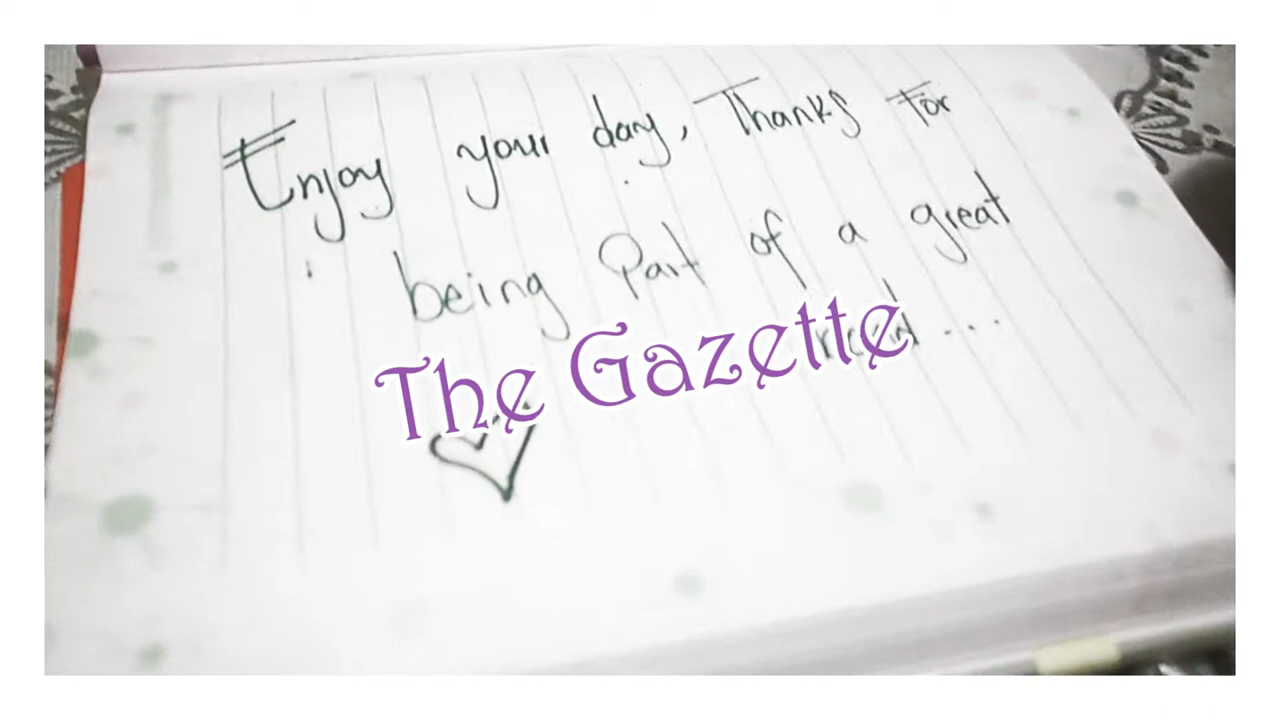 Enjoy your day, Thanks for
being Part of a great
...
The Gazette